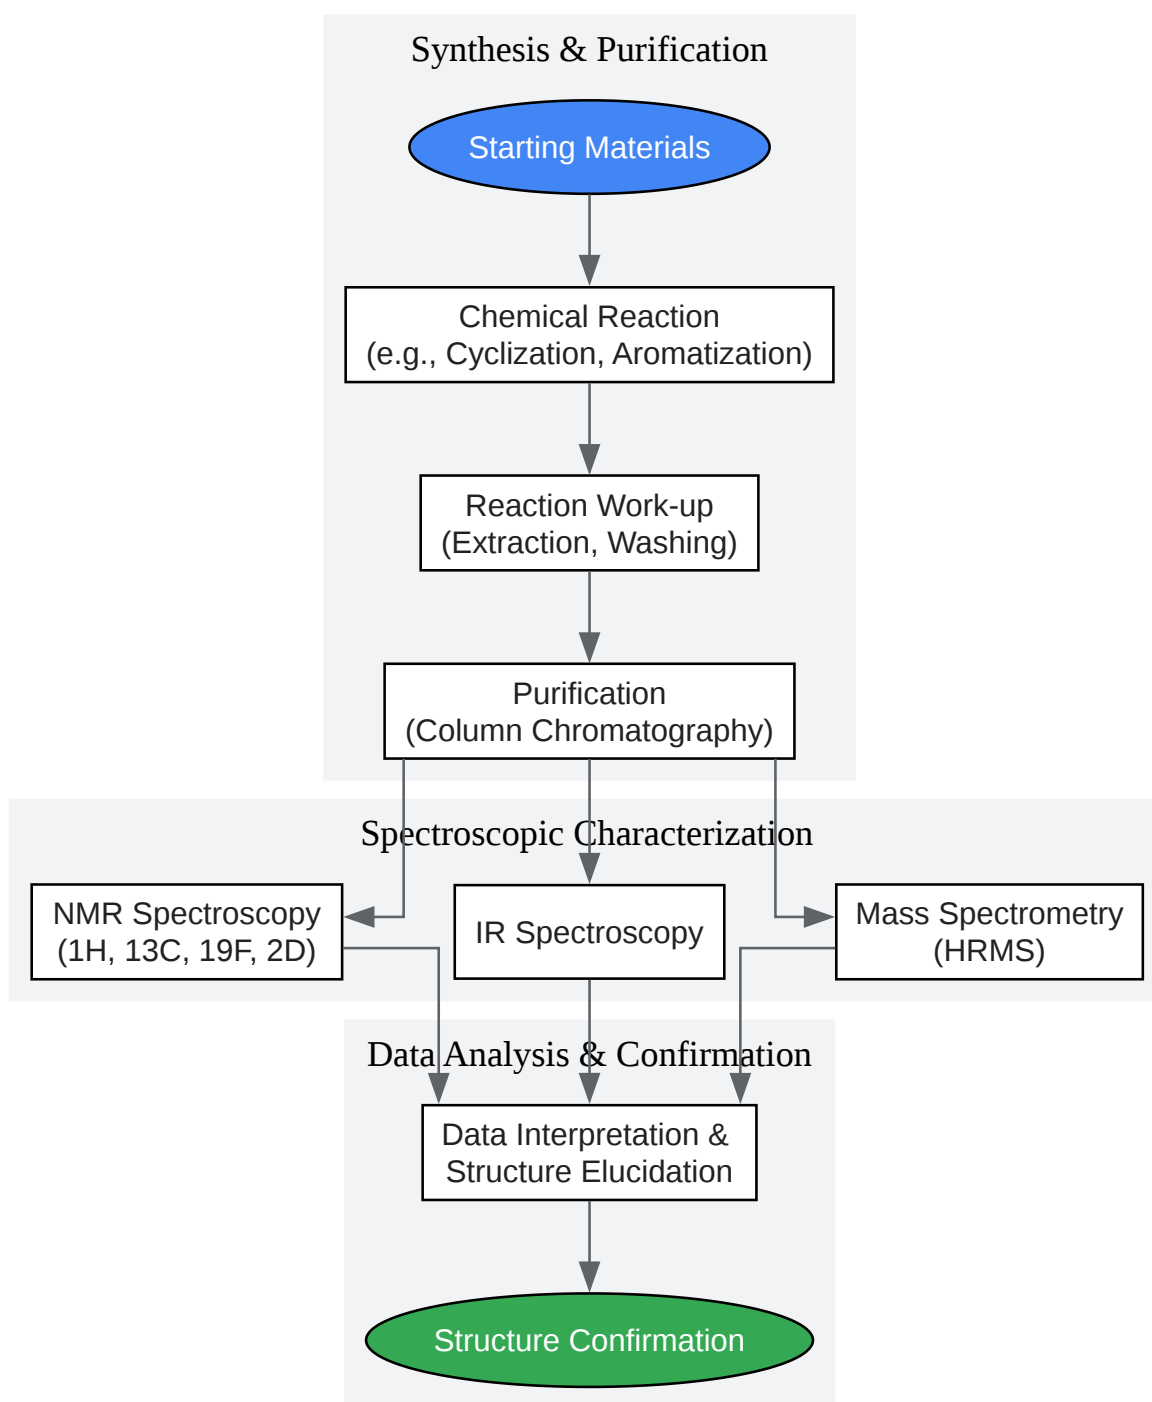 Synthesis & Purification
Starting Materials
Chemical Reaction
(e.g., Cyclization, Aromatization)
Reaction Work-up
(Extraction, Washing)
Purification
(Column Chromatography)
Spectroscopic Characterization
NMR Spectroscopy
(1H, 13C, 19F, 2D)
IR Spectroscopy
Mass Spectrometry
(HRMS)
Data Analysis & Confirmation
Data Interpretation &
Structure Elucidation
Structure Confirmation